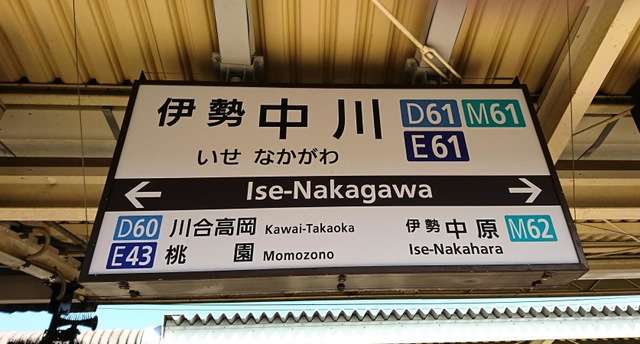 伊勢中川 D61 M61
いせ なかがわ E61
Ise-Nakagawa
D60 川合高岡 Kawai-Takaoka
E43 桃園 Momozono
伊勢中原 M62
Ise-Nakahara